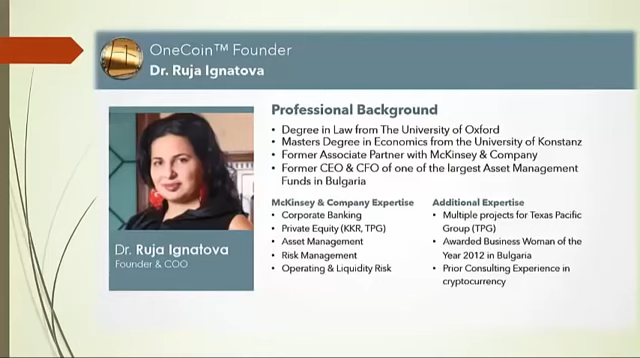 OneCoin™ Founder
Dr. Ruja Ignatova
Professional Background
• Degree in Law from The University of Oxford
• Masters Degree in Economics from the University of Konstanz
• Former Associate Partner with McKinsey & Company
• Former CEO & CFO of one of the largest Asset Management
Funds in Bulgaria
McKinsey & Company Expertise
• Corporate Banking
• Private Equity (KKR, TPG)
• Asset Management
• Risk Management
• Operating & Liquidity Risk
Additional Expertise
• Multiple projects for Texas Pacific
Group (TPG)
• Awarded Business Woman of the
Year 2012 in Bulgaria
• Prior Consulting Experience in
cryptocurrency
Dr. Ruja Ignatova
Founder & COO